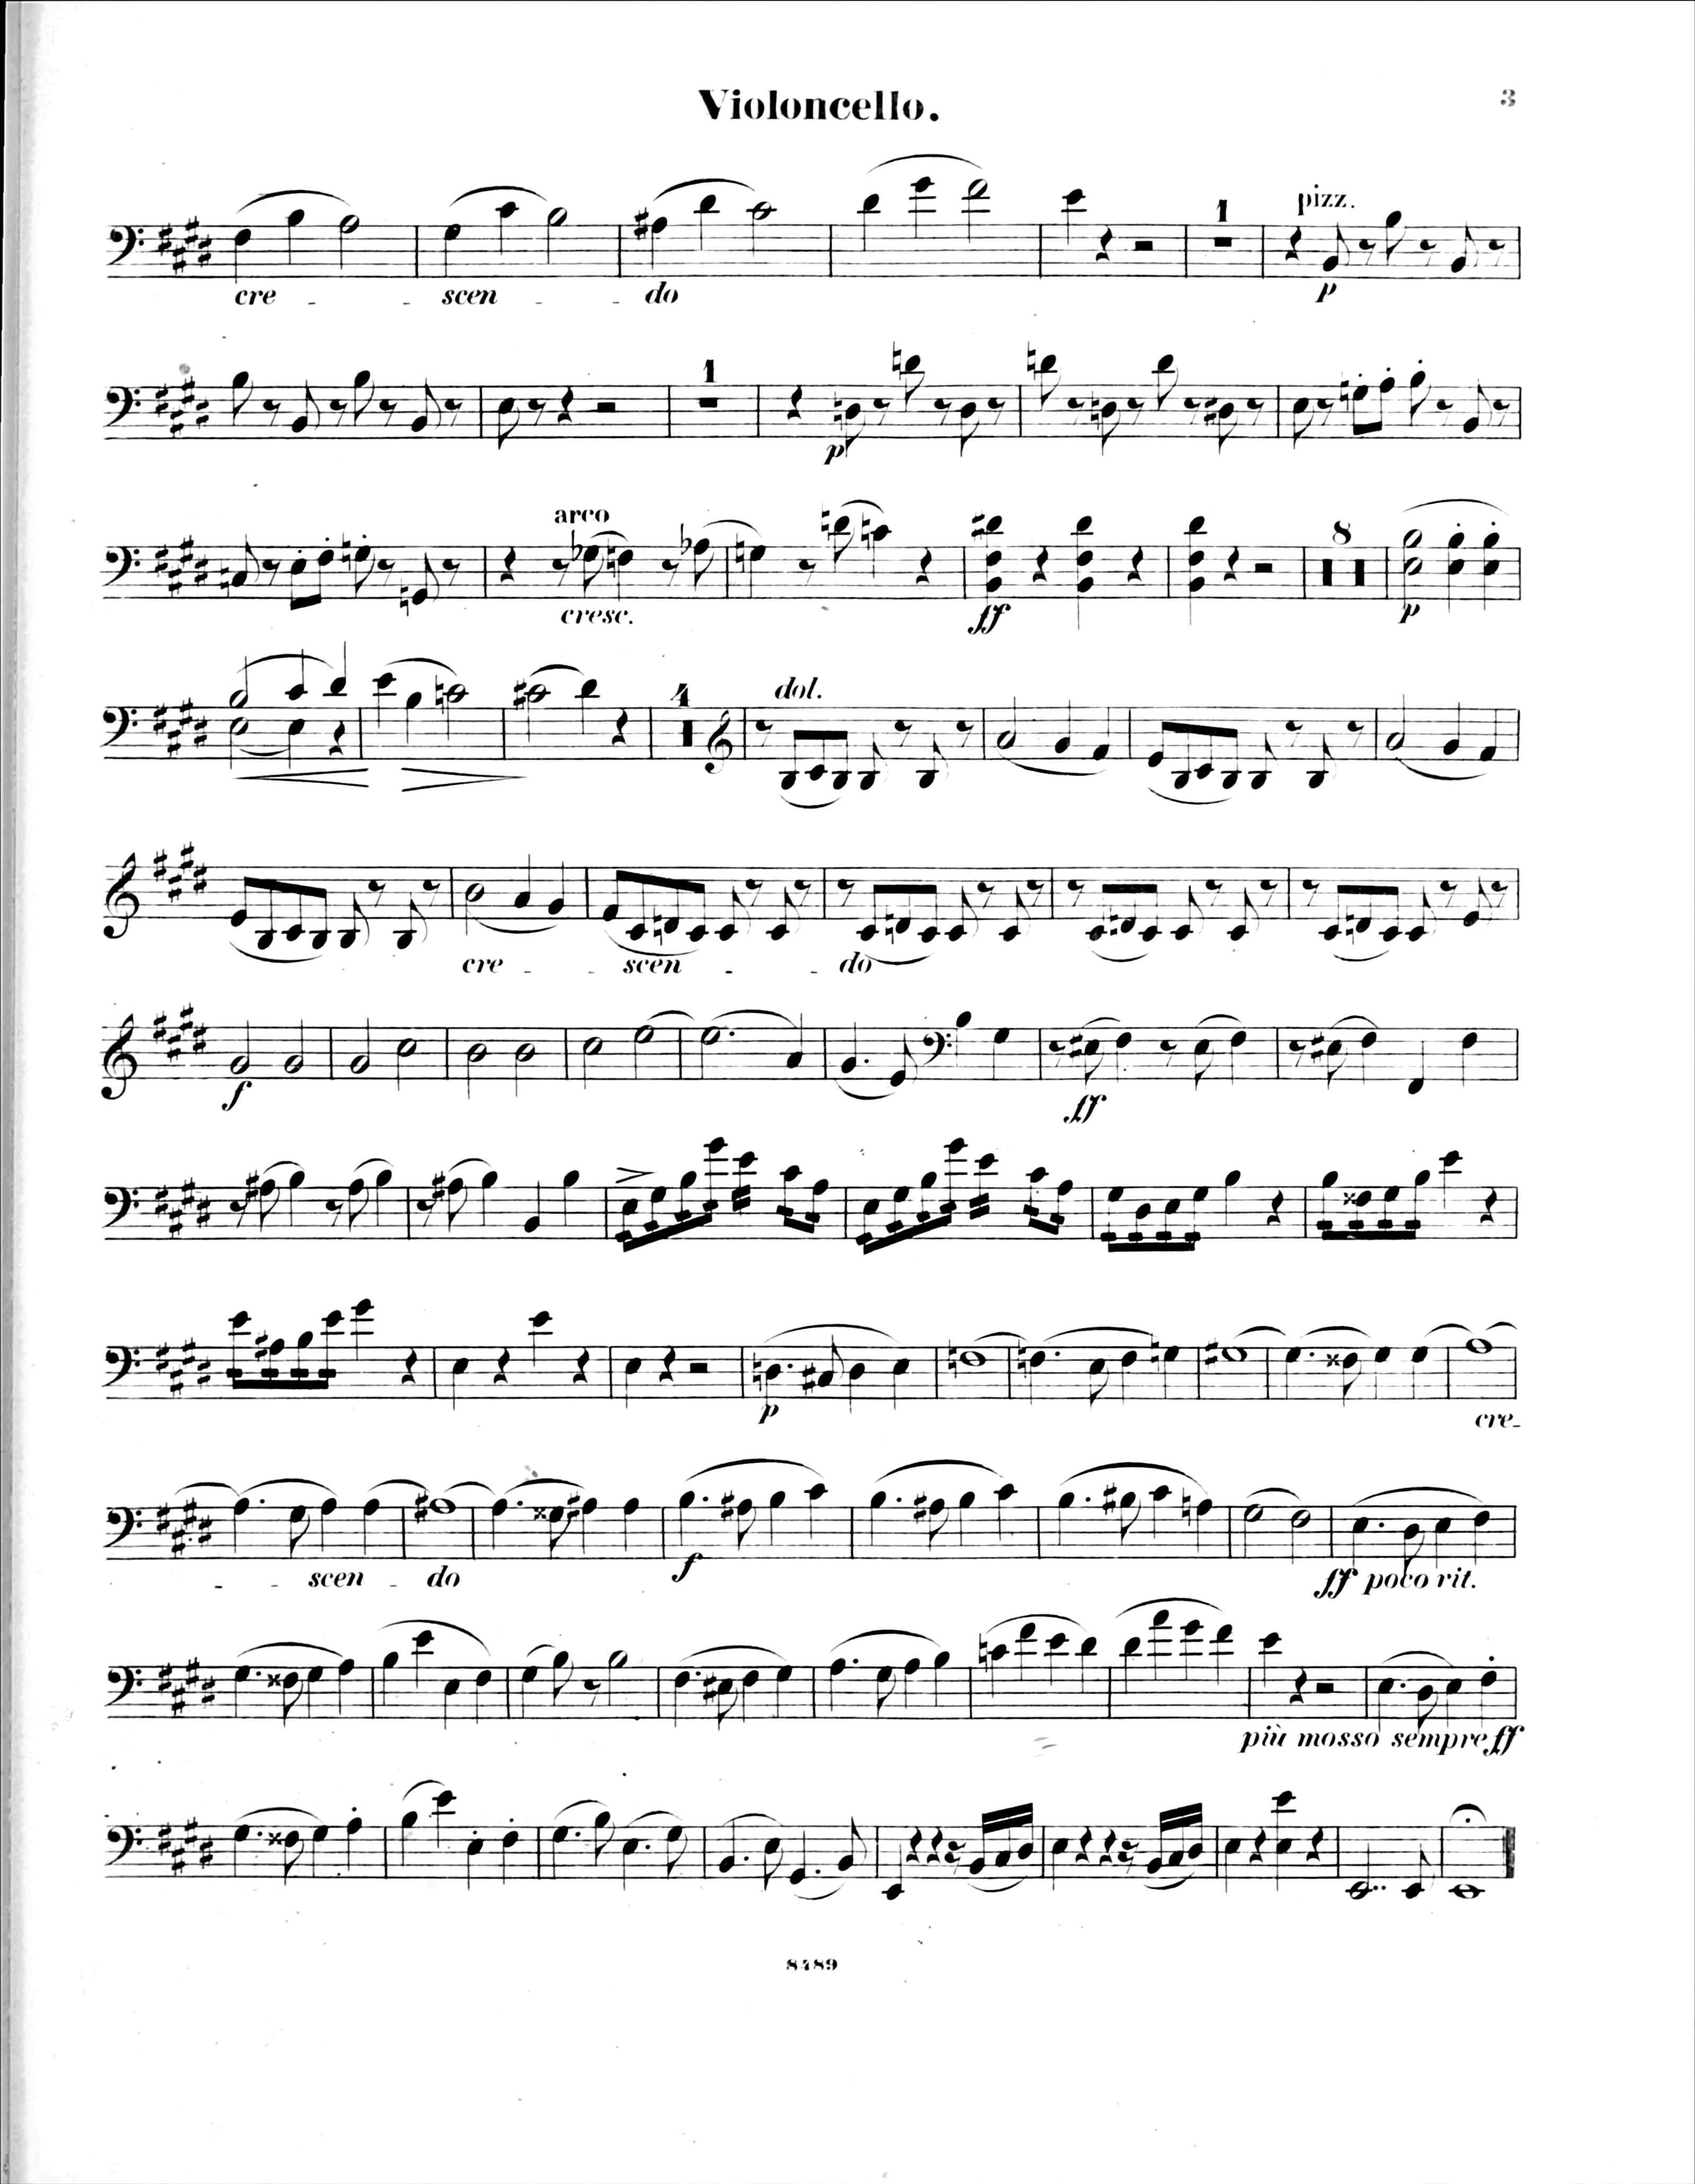 Violoncello.
3
pizz.
1
cre - - scen - - do
p
1
p
arco
8
cresc.
ff
p
dol.
4
cre - - scen - - do
f
ff
p
cre-
- - scen - do
f
ff poco rit.
più mosso sempre ff
8489